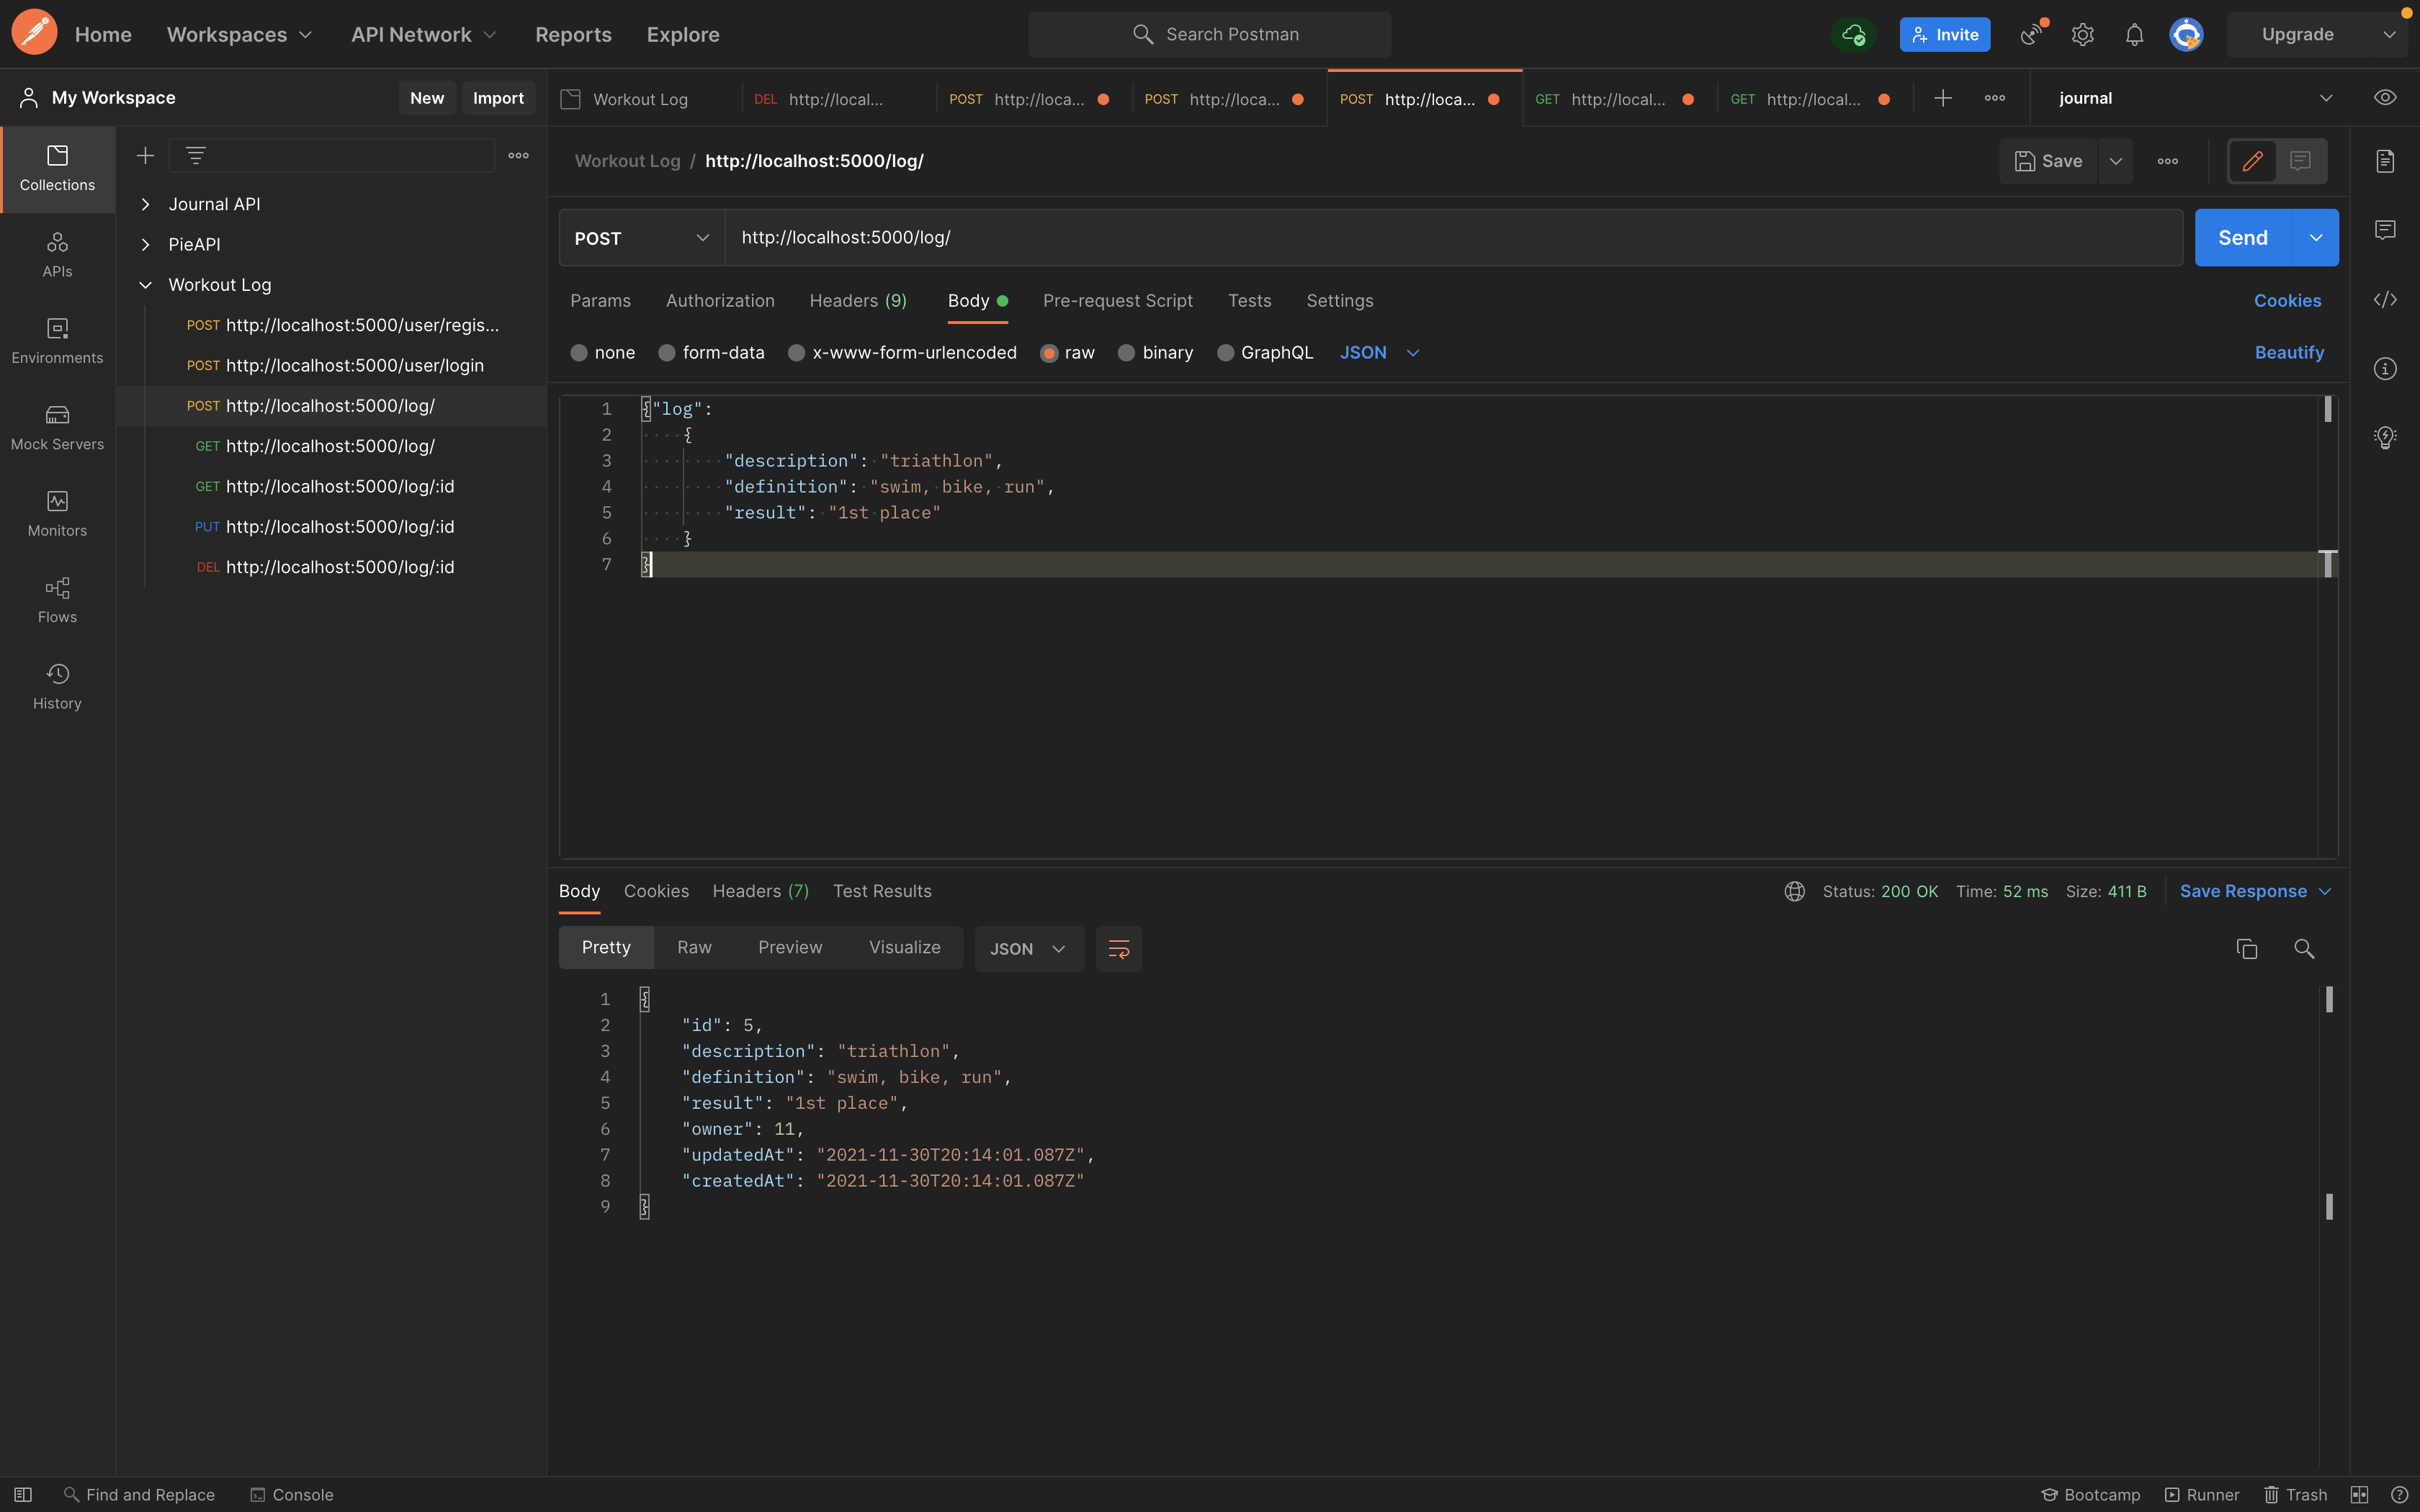 Home Workspaces API Network Reports Explore Search Postman Invite Upgrade
My Workspace New Import
Workout Log DEL http://local... POST http://loca... POST http://loca... POST http://loca... GET http://local... GET http://local... ooo journal
Collections
APIs
Environments
Mock Servers
Monitors
Flows
History
Journal API
PieAPI
Workout Log
POST http://localhost:5000/user/regis...
POST http://localhost:5000/user/login
POST http://localhost:5000/log/
GET http://localhost:5000/log/
GET http://localhost:5000/log/:id
PUT http://localhost:5000/log/:id
DEL http://localhost:5000/log/:id
Workout Log / http://localhost:5000/log/ Save
POST http://localhost:5000/log/ Send
Params Authorization Headers (9) Body Pre-request Script Tests Settings Cookies
none form-data x-www-form-urlencoded raw binary GraphQL JSON Beautify
1 {"log":
2 {
3 "description": "triathlon",
4 "definition": "swim, bike, run",
5 "result": "1st place"
6 }
7 }
Body Cookies Headers (7) Test Results Status: 200 OK Time: 52 ms Size: 411 B Save Response
Pretty Raw Preview Visualize JSON
1 {
2 "id": 5,
3 "description": "triathlon",
4 "definition": "swim, bike, run",
5 "result": "1st place",
6 "owner": 11,
7 "updatedAt": "2021-11-30T20:14:01.087Z",
8 "createdAt": "2021-11-30T20:14:01.087Z"
9 }
Find and Replace Console Bootcamp Runner Trash